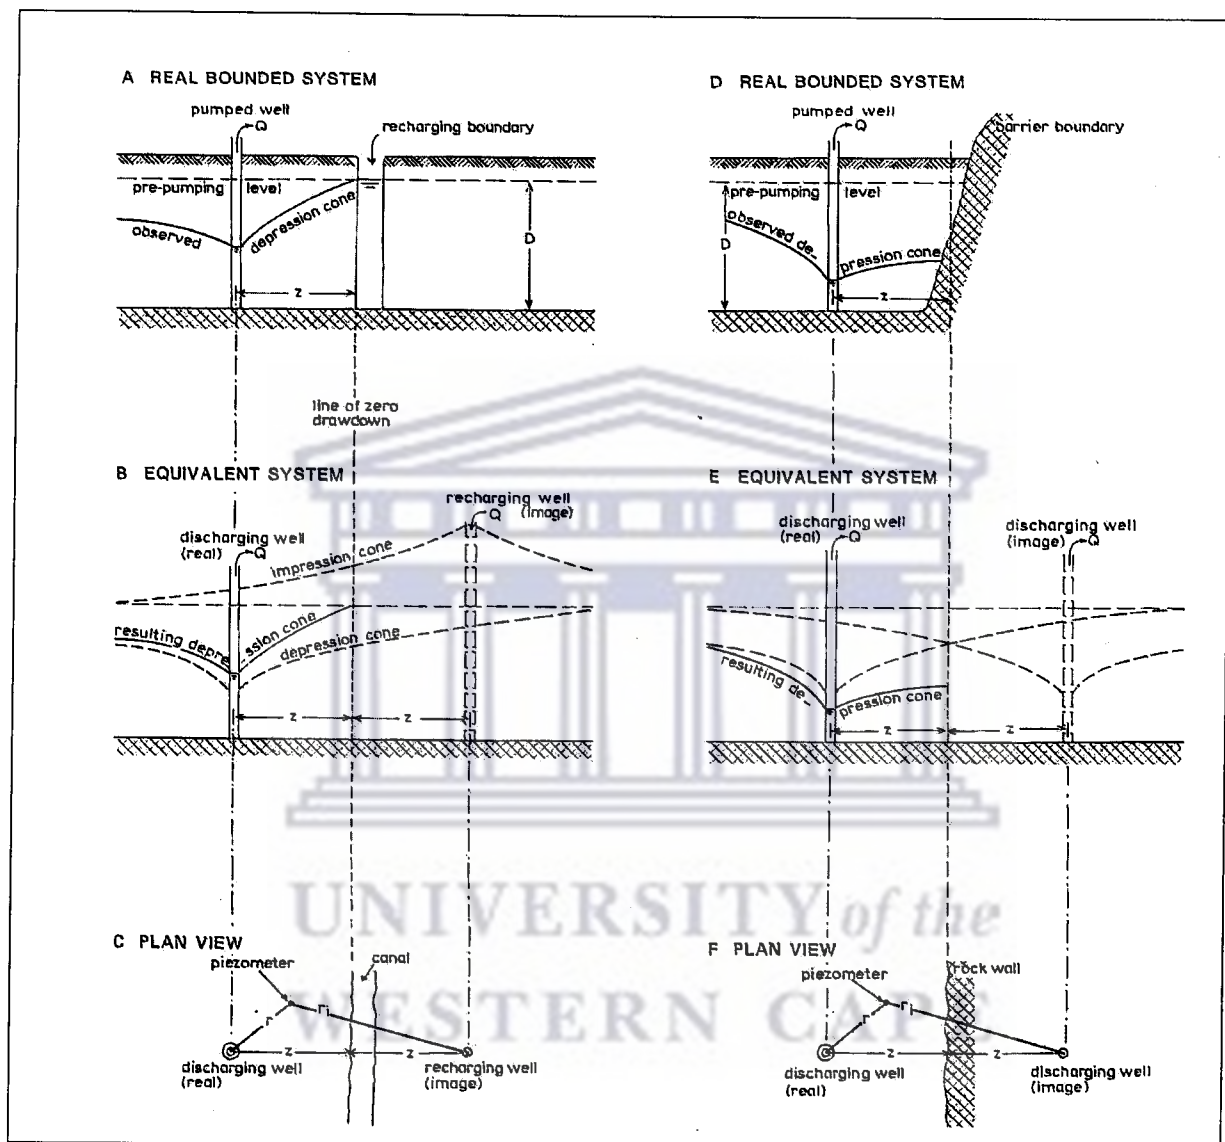 A REAL BOUNDED SYSTEM
pumped well
Q
recharging boundary
pre-pumping level
observed
depression cone
D
z
line of zero
drawdown
B EQUIVALENT SYSTEM
recharging well
(image)
Q
discharging well
(real)
Q
impression cone
resulting depre
ssion cone
depression cone
z
z
C PLAN VIEW
piezometer
canal
r
ri
z
z
discharging well
(real)
recharging well
(image)
D REAL BOUNDED SYSTEM
pumped well
Q
barrier boundary
pre-pumping level
observed de-
pression cone
D
z
E EQUIVALENT SYSTEM
discharging well
(real)
Q
discharging well
(image)
Q
resulting de-
pression cone
z
z
F PLAN VIEW
piezometer
rock wall
r
ri
z
z
discharging well
(real)
discharging well
(image)
UNIVERSITY of the
WESTERN CAPE